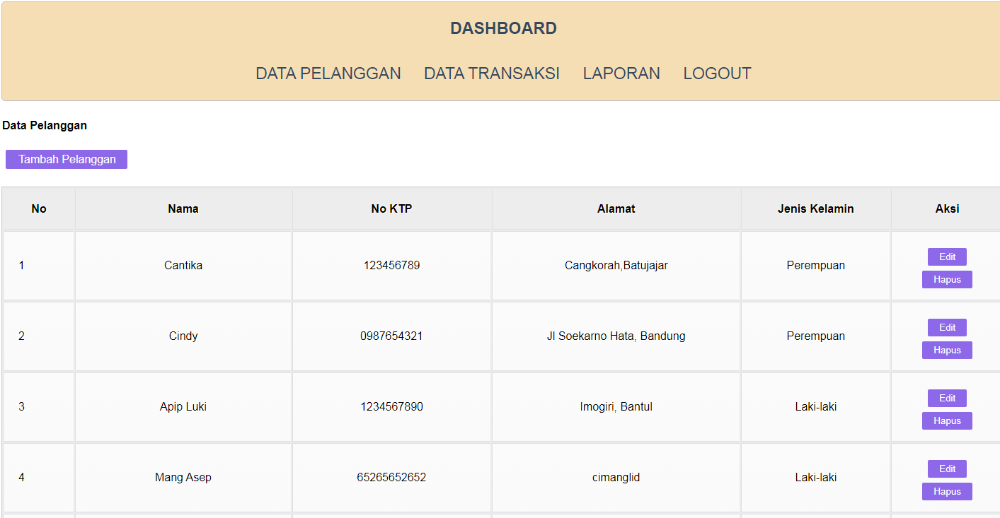 DASHBOARD
DATA PELANGGAN DATA TRANSAKSI LAPORAN LOGOUT
Data Pelanggan
Tambah Pelanggan
No Nama No KTP Alamat Jenis Kelamin Aksi
1 Cantika 123456789 Cangkorah,Batujajar Perempuan Edit
Hapus
2 Cindy 0987654321 Jl Soekarno Hata, Bandung Perempuan Edit
Hapus
3 Apip Luki 1234567890 Imogiri, Bantul Laki-laki Edit
Hapus
4 Mang Asep 65265652652 cimanglid Laki-laki Edit
Hapus